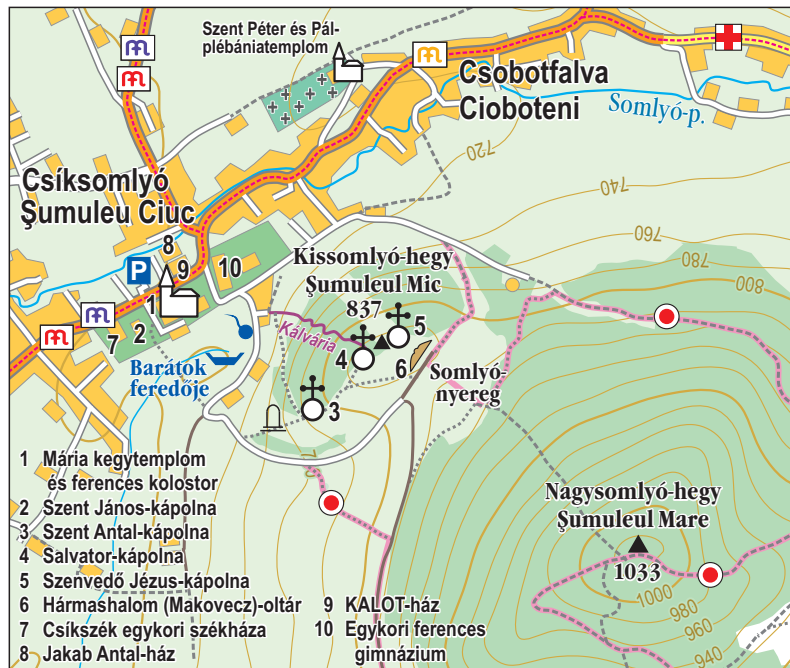 Szent Péter és Pál-
plébániatemplom
Csobotfalva
Cioboteni
Somlyó-p.
720
740
760
780
800
Csíksomlyó
Şumuleu Ciuc
8
P
9
10
1
7
2
Kissomlyó-hegy
Şumuleul Mic
837
Kálvária
5
4
6
3
Barátok
feredője
Somlyó-
nyereg
Nagysomlyó-hegy
Şumuleul Mare
1033
1000
980
960
940
1 Mária kegytemplom
és ferences kolostor
2 Szent János-kápolna
3 Szent Antal-kápolna
4 Salvator-kápolna
5 Szenvedő Jézus-kápolna
6 Hármashalom (Makovecz)-oltár
7 Csíkszék egykori székháza
8 Jakab Antal-ház
9 KALOT-ház
10 Egykori ferences
gimnázium